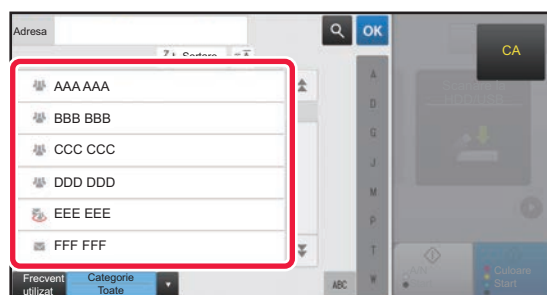 Adresa
OK
CA
Sortare
AAA AAA
BBB BBB
CCC CCC
DDD DDD
EEE EEE
FFF FFF
A
D
G
J
M
P
T
W
ABC
Frecvent
utilizat
Categorie
Toate
Culoare
Start